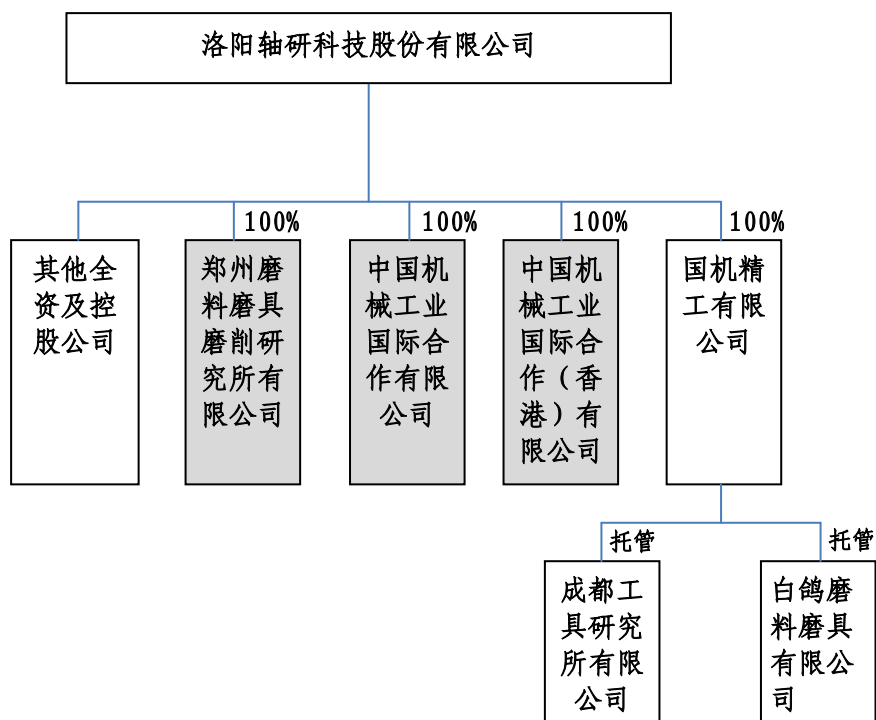 洛阳轴研科技股份有限公司
100%
100%
100%
100%
其他全
资及控
股公司
郑州磨
料磨具
磨削研
究所有
限公司
中国机
械工业
国际合
作有限
公司
中国机
械工业
国际合
作（香
港）有
限公司
国机精
工有限
公司
托管
托管
成都工
具研究
所有限
公司
白鸽磨
料磨具
有限公
司